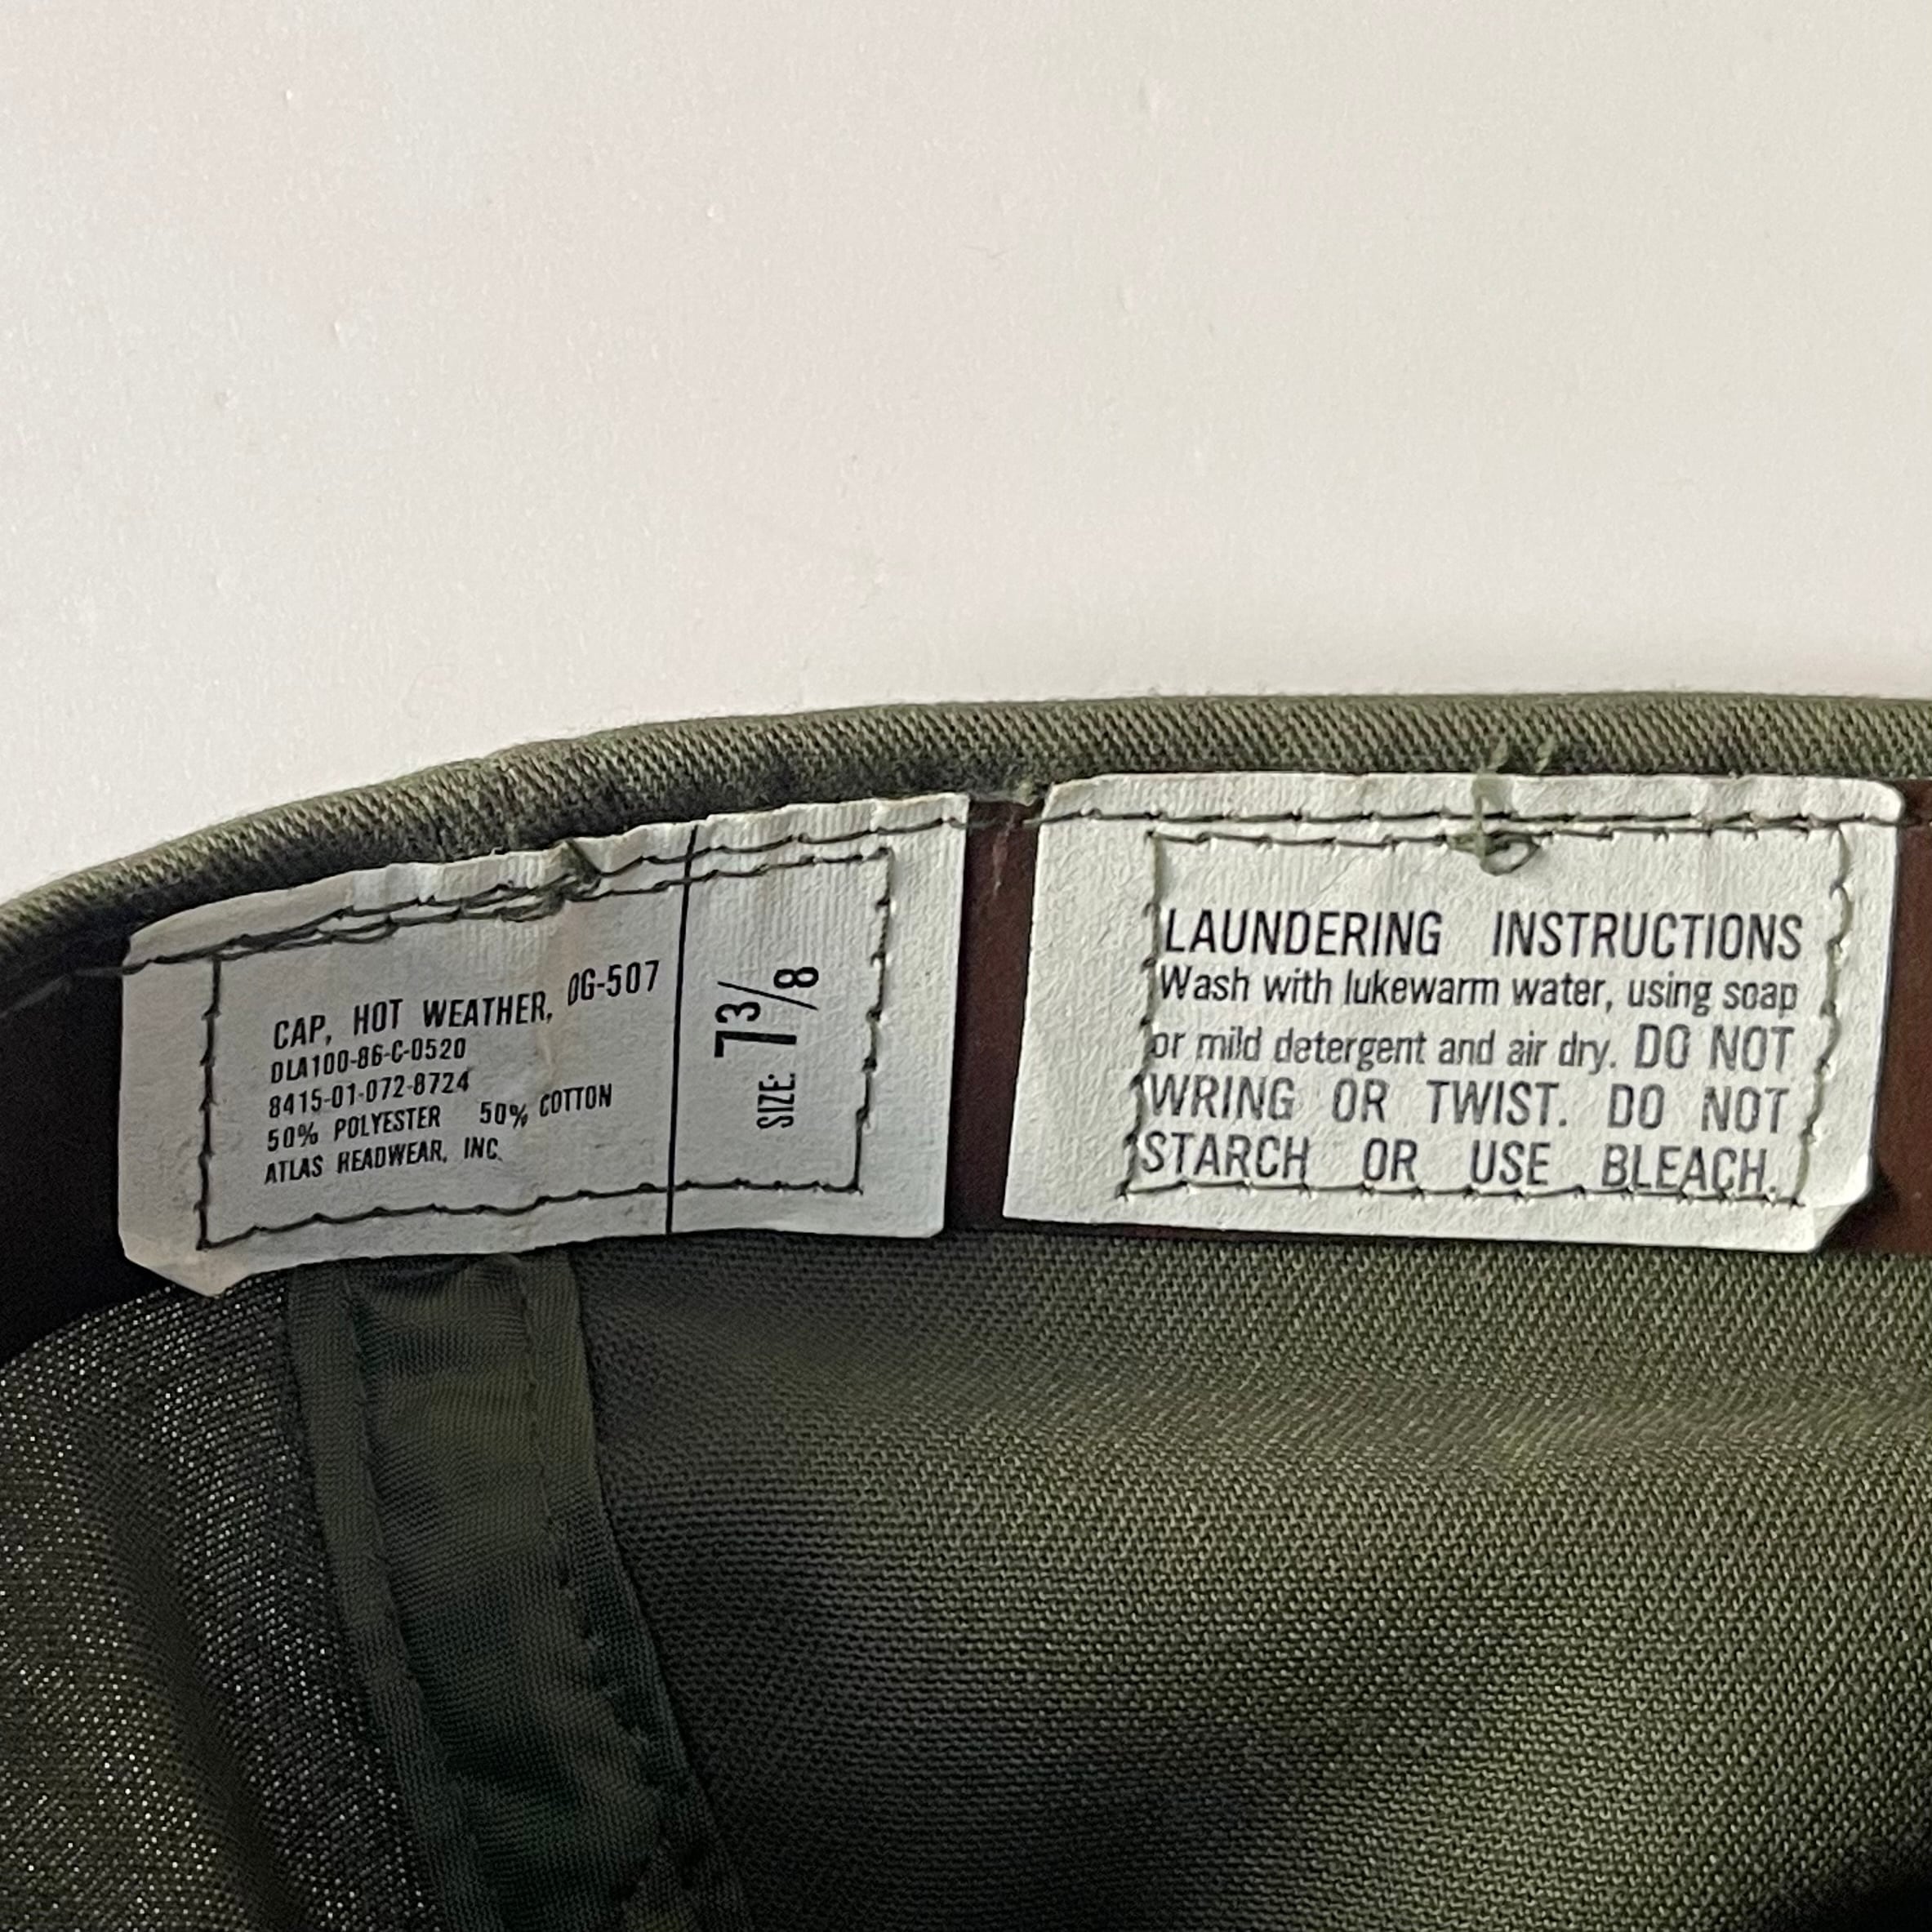 CAP, HOT WEATHER, OG-507
DLA100-86-C-0520
8415-01-072-8724
50% POLYESTER 50% COTTON
ATLAS HEADWEAR, INC.
SIZE: 7 3/8
LAUNDERING INSTRUCTIONS
Wash with lukewarm water, using soap
or mild detergent and air dry. DO NOT
WRING OR TWIST. DO NOT
STARCH OR USE BLEACH.